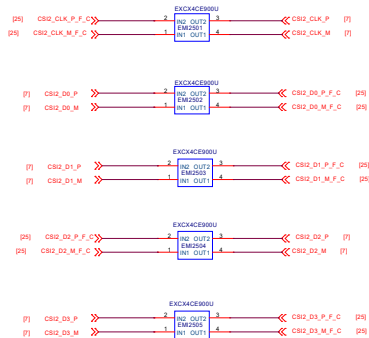 EXCX4CE900U
[25] CSI2_CLK_P_F_C 2 IN2 OUT2 3 CSI2_CLK_P [7]
EMI2501
[25] CSI2_CLK_M_F_C 1 IN1 OUT1 4 CSI2_CLK_M [7]
EXCX4CE900U
[7] CSI2_D0_P 2 IN2 OUT2 3 CSI2_D0_P_F_C [25]
EMI2502
[7] CSI2_D0_M 1 IN1 OUT1 4 CSI2_D0_M_F_C [25]
EXCX4CE900U
[7] CSI2_D1_P 2 IN2 OUT2 3 CSI2_D1_P_F_C [25]
EMI2503
[7] CSI2_D1_M 1 IN1 OUT1 4 CSI2_D1_M_F_C [25]
EXCX4CE900U
[25] CSI2_D2_P_F_C 2 IN2 OUT2 3 CSI2_D2_P [7]
EMI2504
[25] CSI2_D2_M_F_C 1 IN1 OUT1 4 CSI2_D2_M [7]
EXCX4CE900U
[7] CSI2_D3_P 2 IN2 OUT2 3 CSI2_D3_P_F_C [25]
EMI2505
[7] CSI2_D3_M 1 IN1 OUT1 4 CSI2_D3_M_F_C [25]